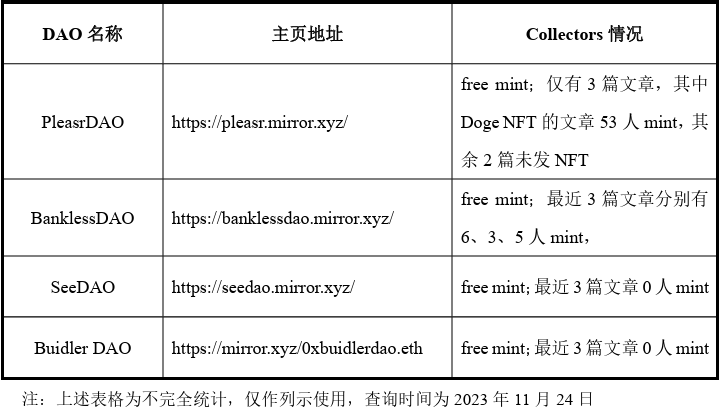 DAO 名称 主页地址 Collectors 情况
PleasrDAO https://pleasr.mirror.xyz/ free mint；仅有 3 篇文章，其中
Doge NFT 的文章 53 人 mint，其
余 2 篇未发 NFT
BanklessDAO https://banklessdao.mirror.xyz/ free mint；最近 3 篇文章分别有
6、3、5 人 mint，
SeeDAO https://seedao.mirror.xyz/ free mint；最近 3 篇文章 0 人 mint
Buidler DAO https://mirror.xyz/0xbuidlerdao.eth free mint；最近 3 篇文章 0 人 mint
注：上述表格为不完全统计，仅作列示使用，查询时间为 2023 年 11 月 24 日